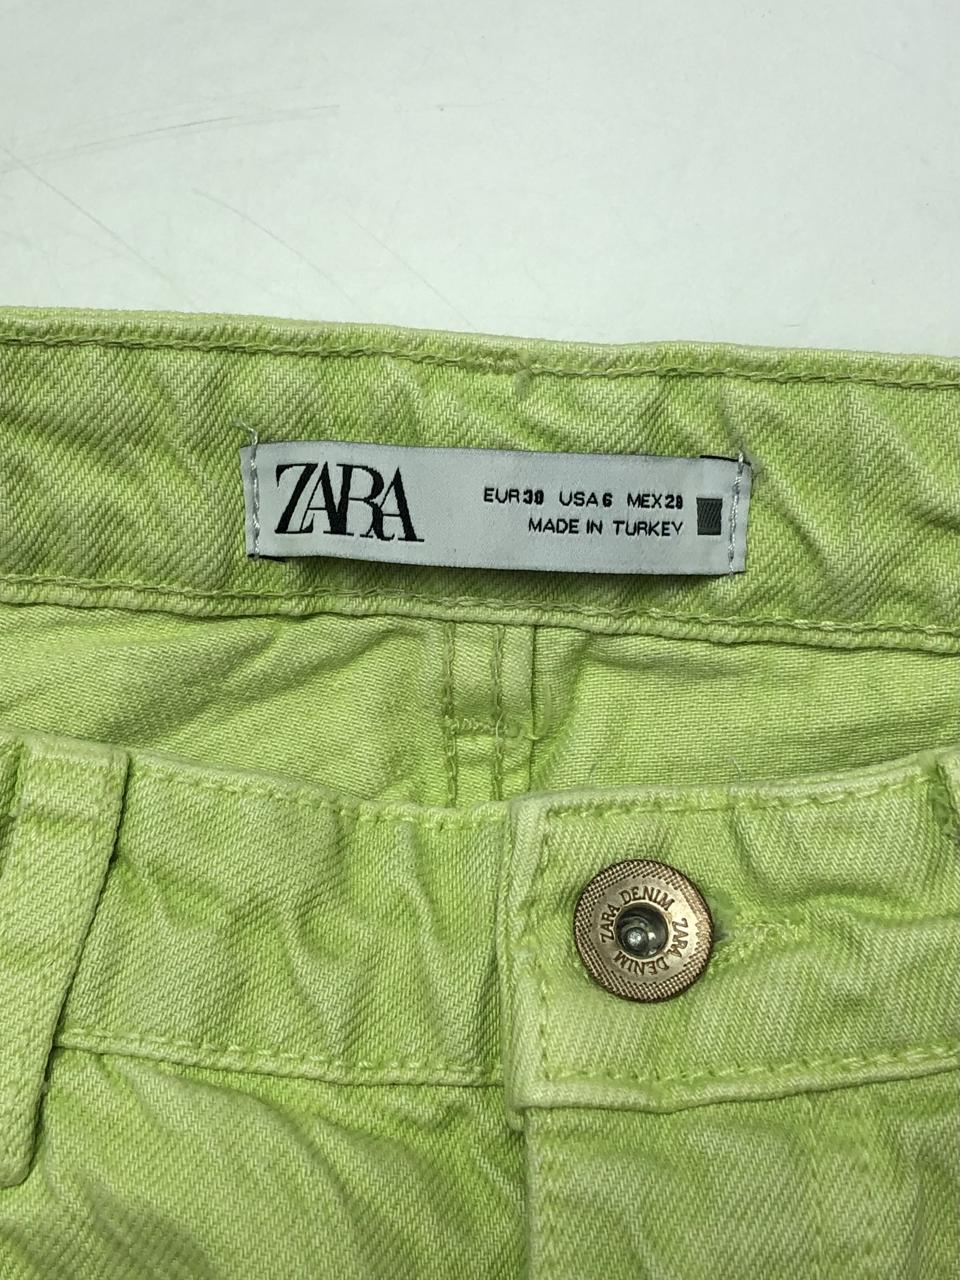 ZARA
EUR 38 USA 6 MEX 28
MADE IN TURKEY
ZARA DENIM ZARA DENIM